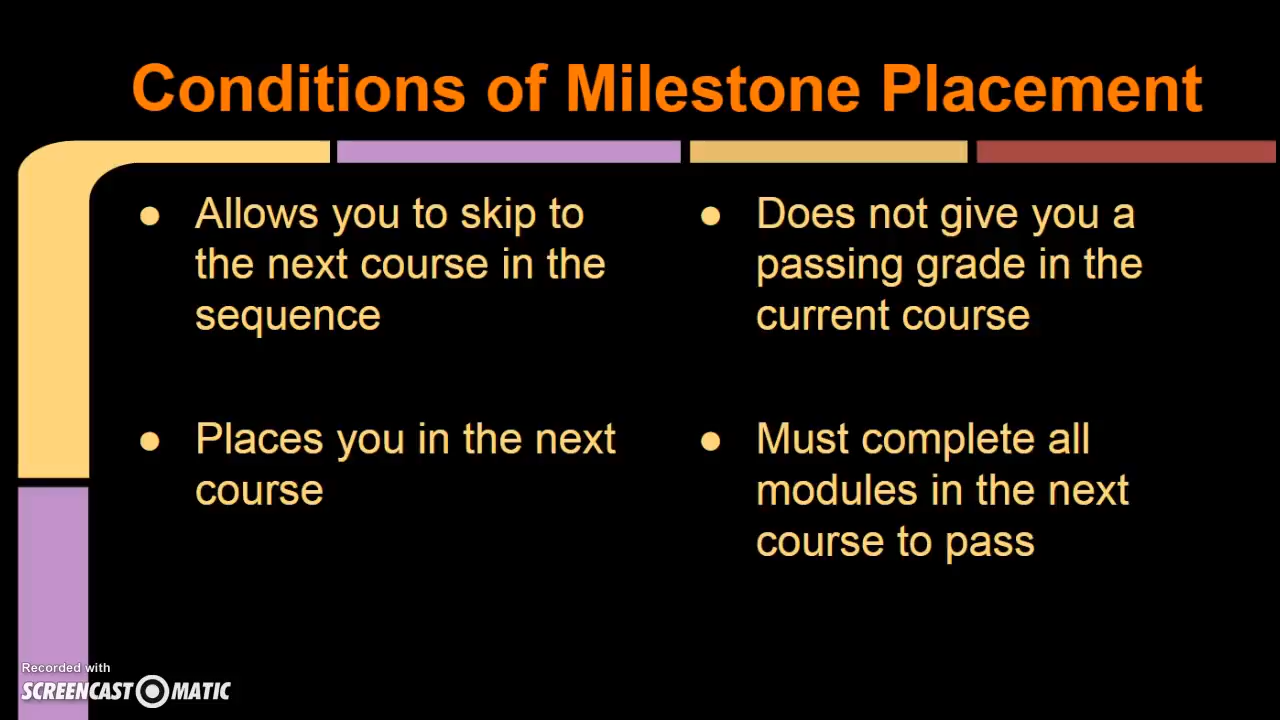 Conditions of Milestone Placement
● Allows you to skip to
the next course in the
sequence
● Places you in the next
course
● Does not give you a
passing grade in the
current course
● Must complete all
modules in the next
course to pass
Recorded with
SCREENCAST MATIC